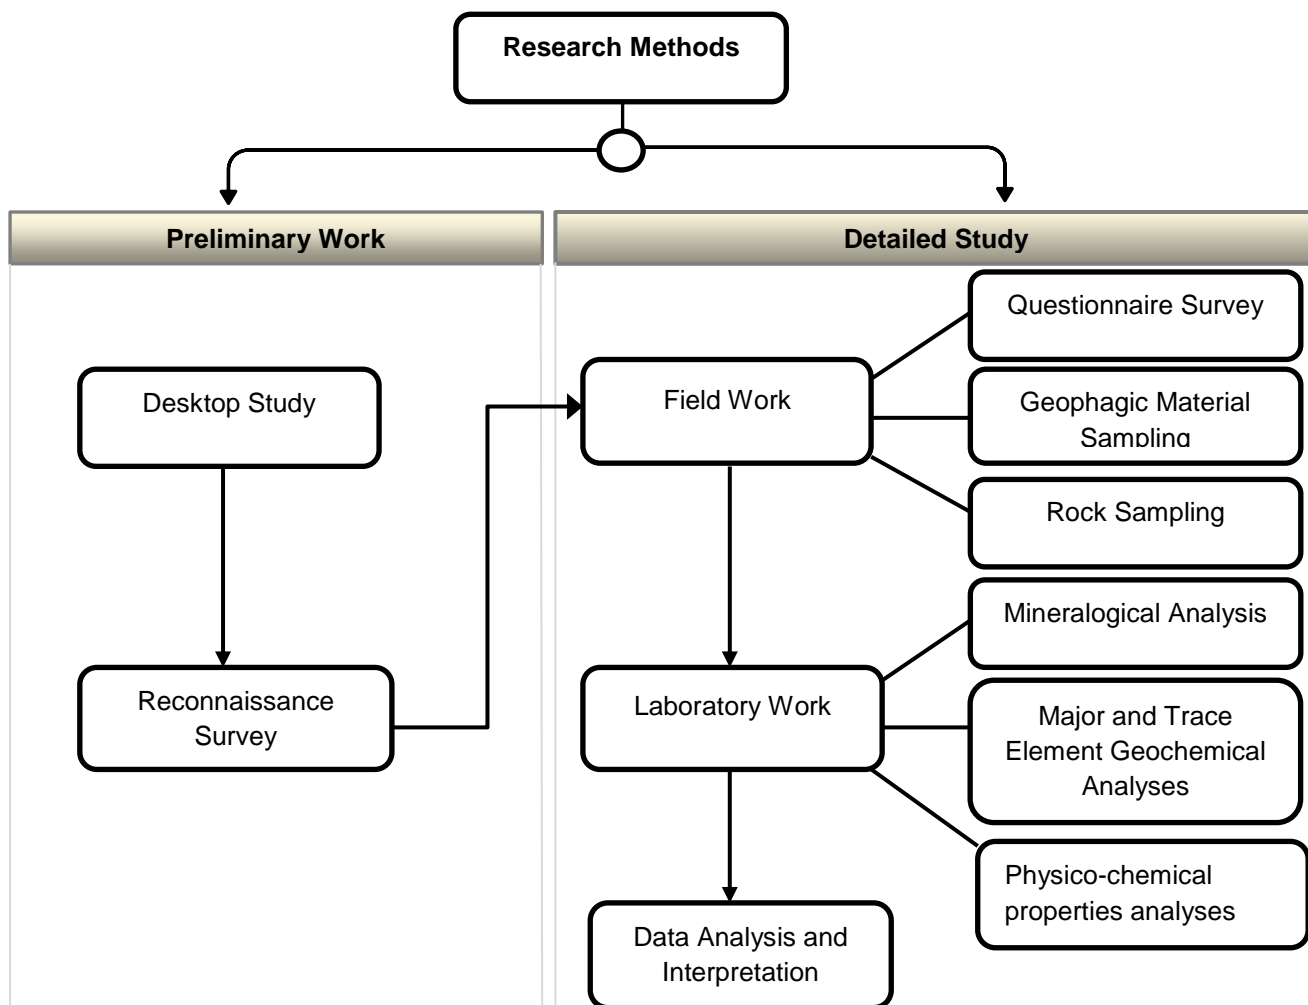 Research Methods
Preliminary Work
Detailed Study
Desktop Study
Reconnaissance
Survey
Field Work
Questionnaire Survey
Geophagic Material
Sampling
Rock Sampling
Laboratory Work
Mineralogical Analysis
Major and Trace
Element Geochemical
Analyses
Physico-chemical
properties analyses
Data Analysis and
Interpretation